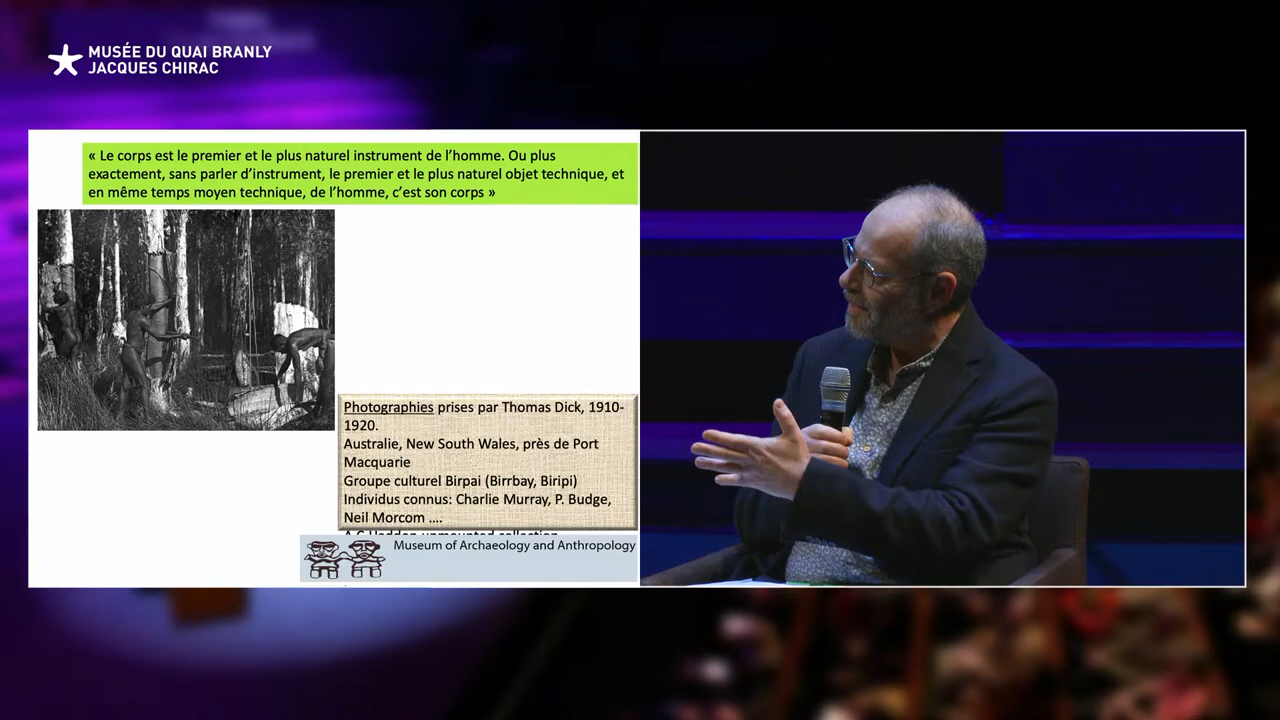 MUSÉE DU QUAI BRANLY
JACQUES CHIRAC
« Le corps est le premier et le plus naturel instrument de l’homme. Ou plus
exactement, sans parler d’instrument, le premier et le plus naturel objet technique, et
en même temps moyen technique, de l’homme, c’est son corps »
Photographies prises par Thomas Dick, 1910-
1920.
Australie, New South Wales, près de Port
Macquarie
Groupe culturel Birpai (Birrbay, Biripi)
Individus connus: Charlie Murray, P. Budge,
Neil Morcom ....
A.C Haddon unmounted collection
Museum of Archaeology and Anthropology